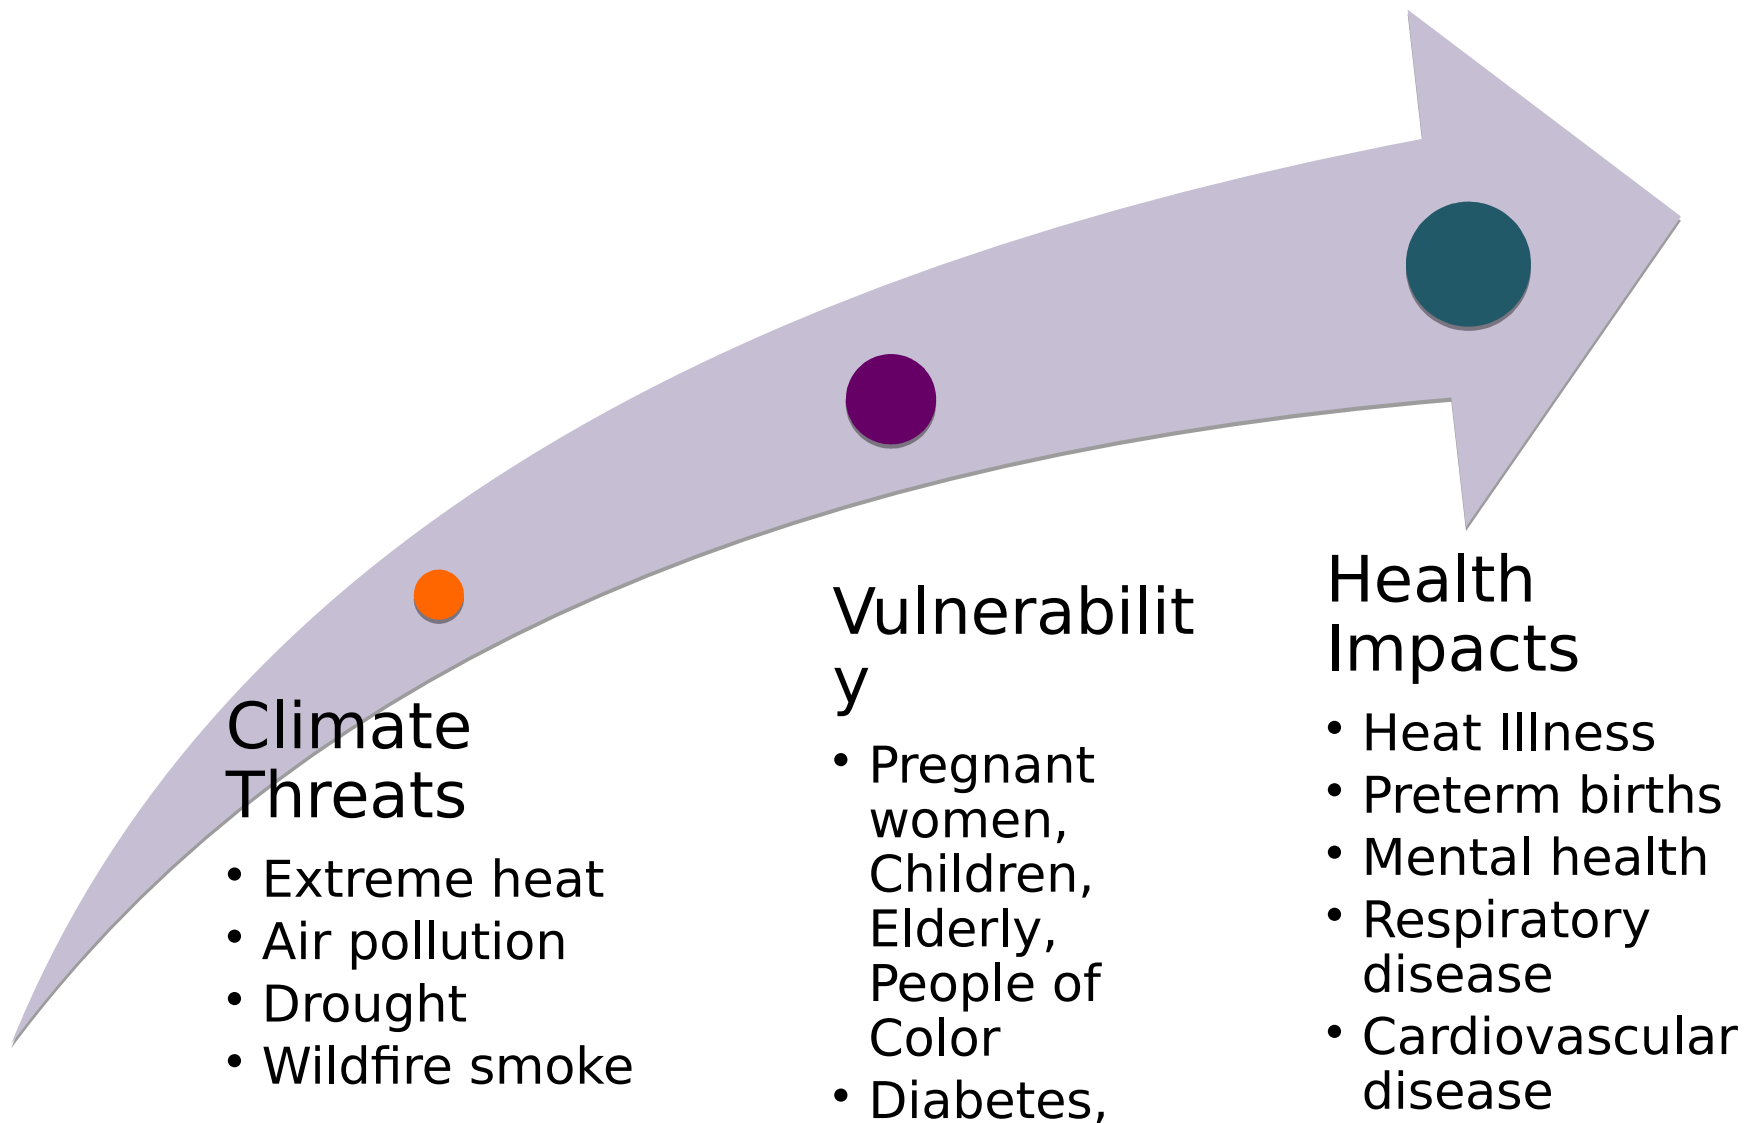 Climate
Threats
• Extreme heat
• Air pollution
• Drought
• Wildfire smoke
Vulnerabilit
y
• Pregnant
women,
Children,
Elderly,
People of
Color
• Diabetes,
Health
Impacts
• Heat Illness
• Preterm births
• Mental health
• Respiratory
disease
• Cardiovascular
disease